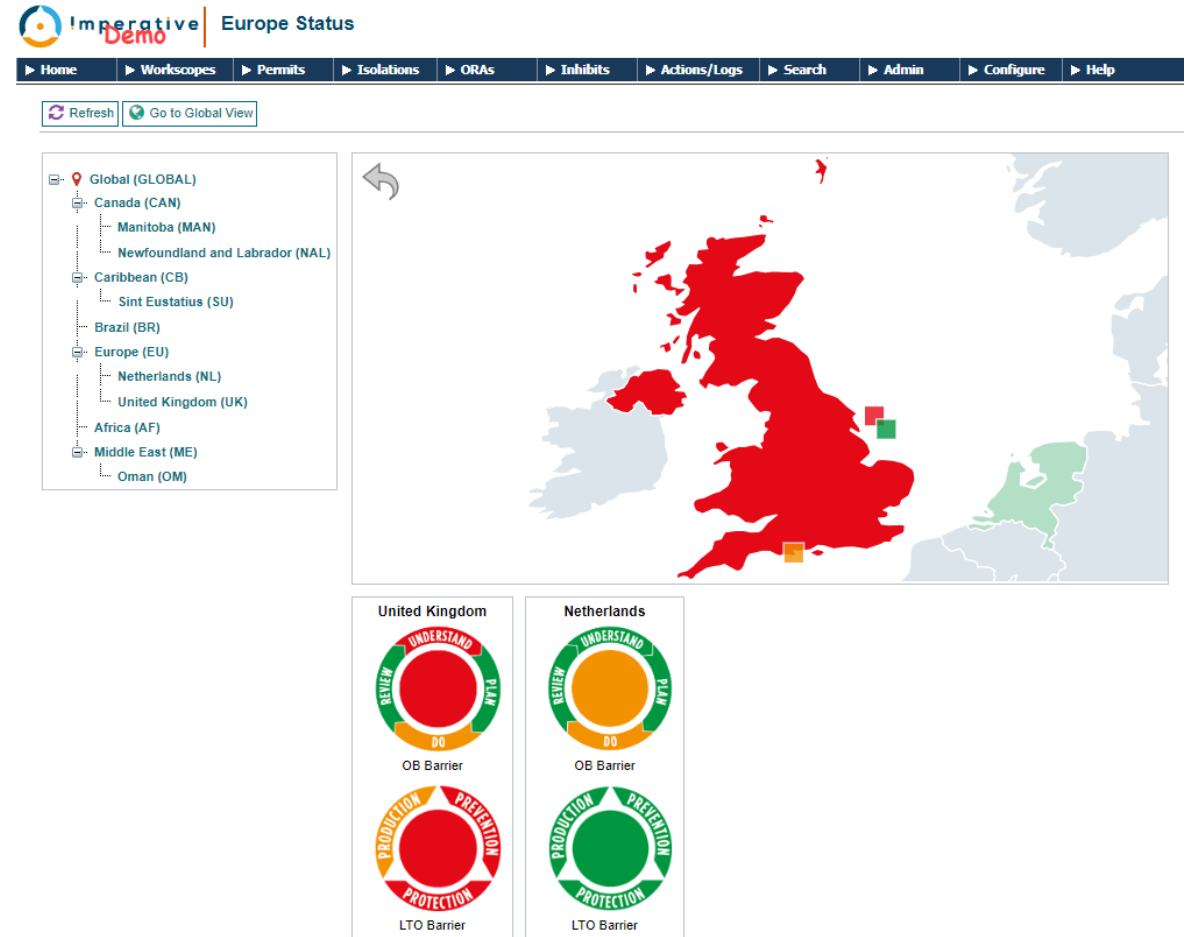 !mperative
Demo
Europe Status
Home Workscopes Permits Isolations ORAs Inhibits Actions/Logs Search Admin Configure Help
Refresh Go to Global View
Global (GLOBAL)
Canada (CAN)
Manitoba (MAN)
Newfoundland and Labrador (NAL)
Caribbean (CB)
Sint Eustatius (SU)
Brazil (BR)
Europe (EU)
Netherlands (NL)
United Kingdom (UK)
Africa (AF)
Middle East (ME)
Oman (OM)
United Kingdom
UNDERSTAND
PLAN
DO
REVIEW
OB Barrier
PRODUCTION
PREVENTION
PROTECTION
LTO Barrier
Netherlands
UNDERSTAND
PLAN
DO
REVIEW
OB Barrier
PRODUCTION
PREVENTION
PROTECTION
LTO Barrier